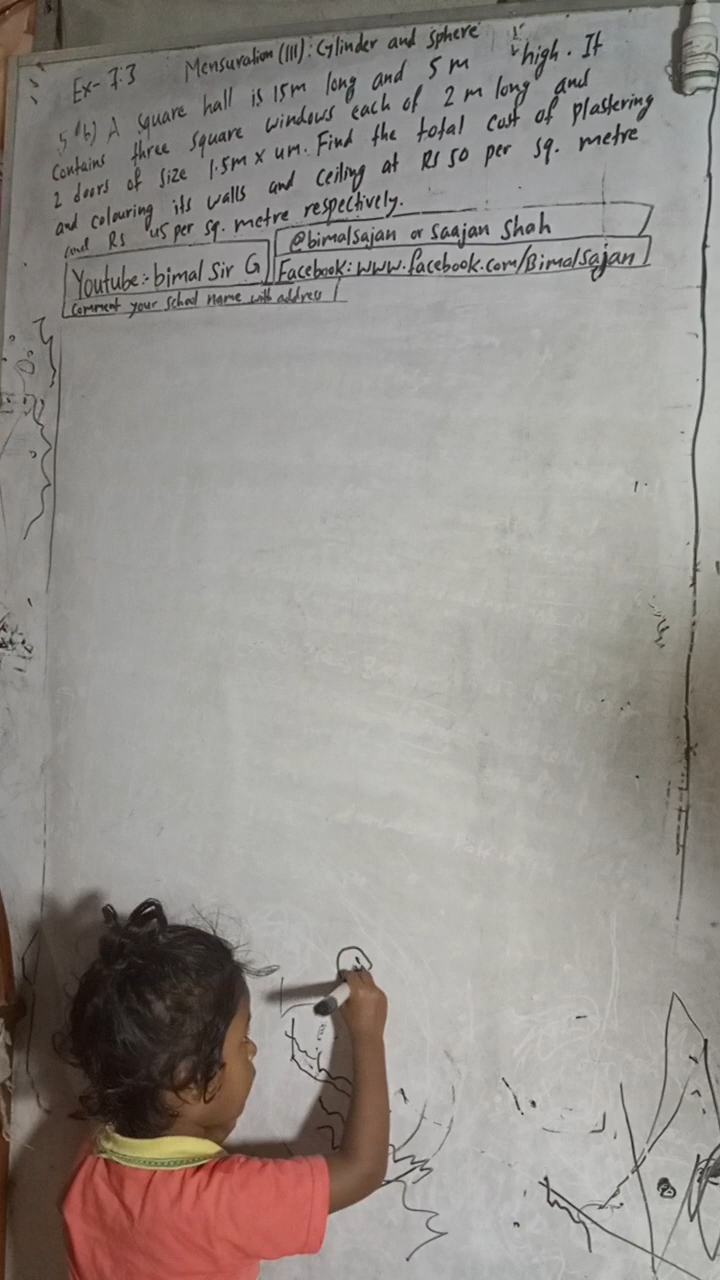 Ex- 7.3 Mensuration (III): Cylinder and Sphere
5 (b) A square hall is 15m long and 5 m high. It
contains three square windows each of 2 m long and
2 doors of size 1.5m x 4m. Find the total cost of plastering
and colouring its walls and ceiling at Rs 50 per sq. metre
and Rs 45 per sq. metre respectively.
@bimalsajan or Saajan Shah
Youtube:- bimal Sir G
Facebook: www.facebook.com/Bimalsajan
Comment your school name with address